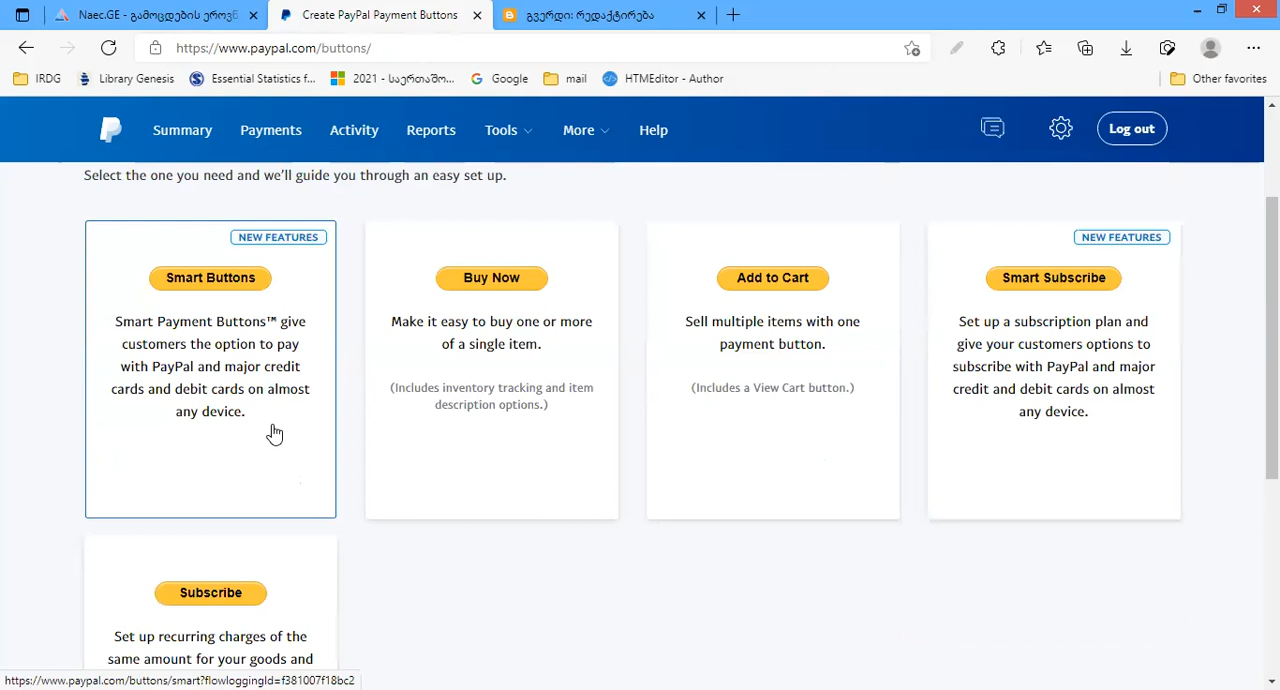 Naec.GE - გამოცდების ეროვნ
Create PayPal Payment Buttons
გვერდი: რედაქტირება
https://www.paypal.com/buttons/
IRDG
Library Genesis
Essential Statistics f...
2021 - საერთაშო...
Google
mail
HTMEditor - Author
Other favorites
Summary
Payments
Activity
Reports
Tools
More
Help
Log out
Select the one you need and we'll guide you through an easy set up.
NEW FEATURES
Smart Buttons
Smart Payment Buttons™ give
customers the option to pay
with PayPal and major credit
cards and debit cards on almost
any device.
Buy Now
Make it easy to buy one or more
of a single item.
(Includes inventory tracking and item
description options.)
Add to Cart
Sell multiple items with one
payment button.
(Includes a View Cart button.)
NEW FEATURES
Smart Subscribe
Set up a subscription plan and
give your customers options to
subscribe with PayPal and major
credit and debit cards on almost
any device.
Subscribe
Set up recurring charges of the
same amount for your goods and
https://www.paypal.com/buttons/smart?flowloggingId=f381007f18bc2